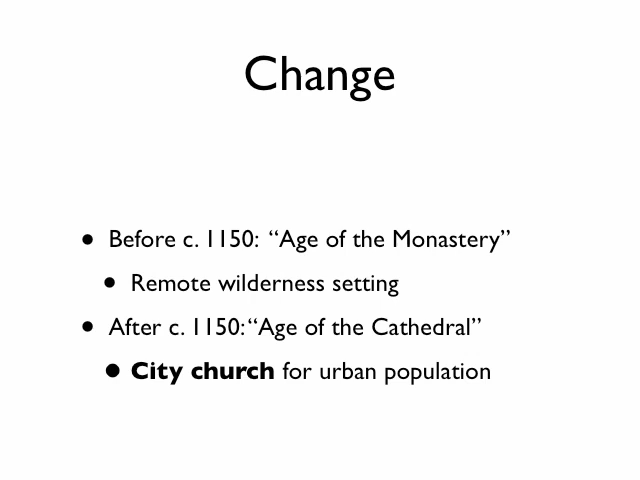 Change
• Before c. 1150: “Age of the Monastery”
• Remote wilderness setting
• After c. 1150: “Age of the Cathedral”
• City church for urban population